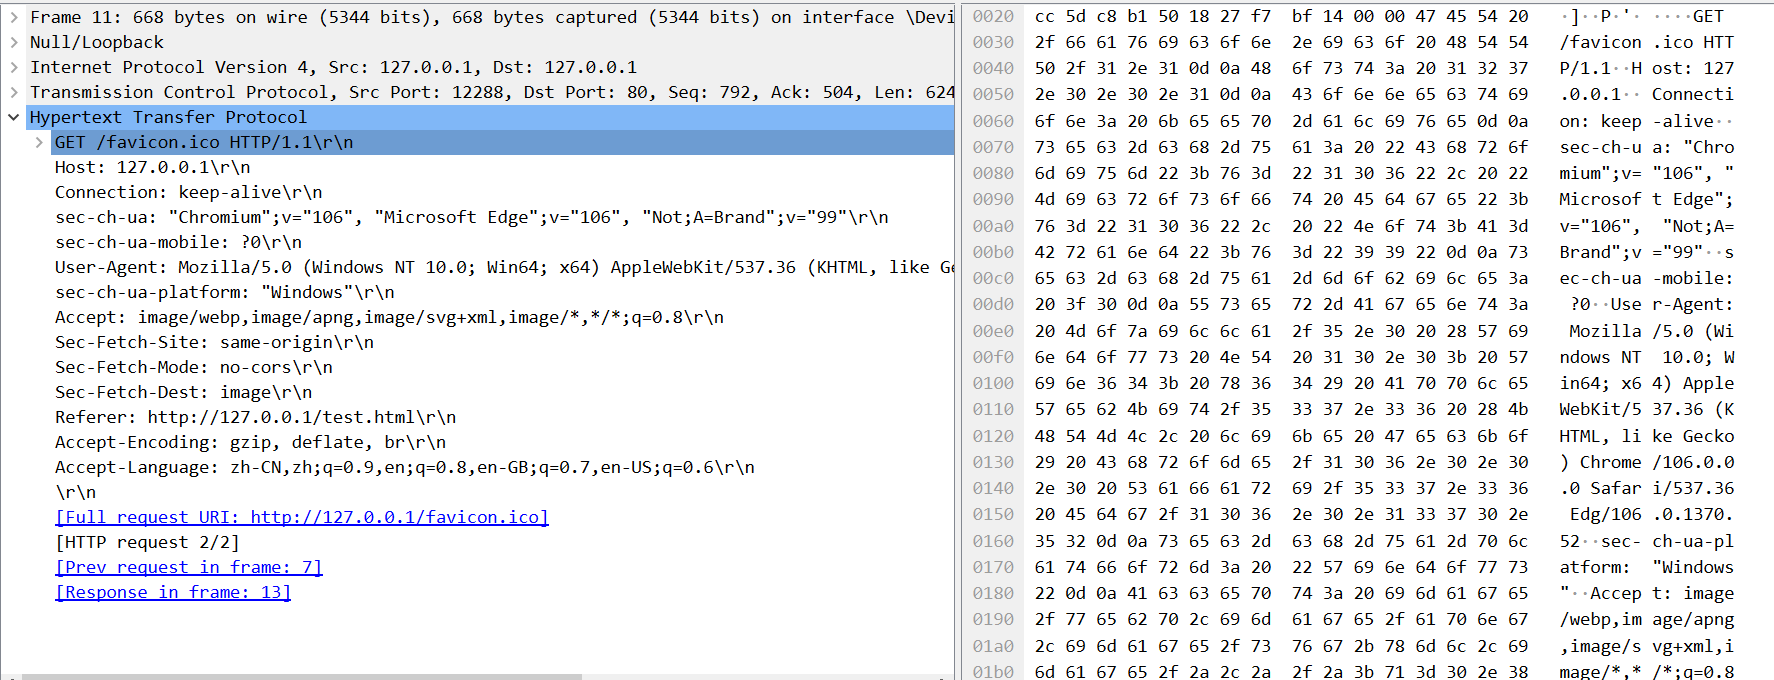 Frame 11: 668 bytes on wire (5344 bits), 668 bytes captured (5344 bits) on interface \Devi
Null/Loopback
Internet Protocol Version 4, Src: 127.0.0.1, Dst: 127.0.0.1
Transmission Control Protocol, Src Port: 12288, Dst Port: 80, Seq: 792, Ack: 504, Len: 624
Hypertext Transfer Protocol
GET /favicon.ico HTTP/1.1\r\n
Host: 127.0.0.1\r\n
Connection: keep-alive\r\n
sec-ch-ua: "Chromium";v="106", "Microsoft Edge";v="106", "Not;A=Brand";v="99"\r\n
sec-ch-ua-mobile: ?0\r\n
User-Agent: Mozilla/5.0 (Windows NT 10.0; Win64; x64) AppleWebKit/537.36 (KHTML, like Ge
sec-ch-ua-platform: "Windows"\r\n
Accept: image/webp,image/apng,image/svg+xml,image/*,*/*;q=0.8\r\n
Sec-Fetch-Site: same-origin\r\n
Sec-Fetch-Mode: no-cors\r\n
Sec-Fetch-Dest: image\r\n
Referer: http://127.0.0.1/test.html\r\n
Accept-Encoding: gzip, deflate, br\r\n
Accept-Language: zh-CN,zh;q=0.9,en;q=0.8,en-GB;q=0.7,en-US;q=0.6\r\n
\r\n
[Full request URI: http://127.0.0.1/favicon.ico]
[HTTP request 2/2]
[Prev request in frame: 7]
[Response in frame: 13]
0020 cc 5d c8 b1 50 18 27 f7 bf 14 00 00 47 45 54 20 ·]··P·'· ····GET
0030 2f 66 61 76 69 63 6f 6e 2e 69 63 6f 20 48 54 54 /favicon .ico HTT
0040 50 2f 31 2e 31 0d 0a 48 6f 73 74 3a 20 31 32 37 P/1.1··H ost: 127
0050 2e 30 2e 30 2e 31 0d 0a 43 6f 6e 6e 65 63 74 69 .0.0.1·· Connecti
0060 6f 6e 3a 20 6b 65 65 70 2d 61 6c 69 76 65 0d 0a on: keep -alive··
0070 73 65 63 2d 63 68 2d 75 61 3a 20 22 43 68 72 6f sec-ch-u a: "Chro
0080 6d 69 75 6d 22 3b 76 3d 22 31 30 36 22 2c 20 22 mium";v= "106", "
0090 4d 69 63 72 6f 73 6f 66 74 20 45 64 67 65 22 3b Microsof t Edge";
00a0 76 3d 22 31 30 36 22 2c 20 22 4e 6f 74 3b 41 3d v="106", "Not;A=
00b0 42 72 61 6e 64 22 3b 76 3d 22 39 39 22 0d 0a 73 Brand";v ="99"··s
00c0 65 63 2d 63 68 2d 75 61 2d 6d 6f 62 69 6c 65 3a ec-ch-ua -mobile:
00d0 20 3f 30 0d 0a 55 73 65 72 2d 41 67 65 6e 74 3a ?0··Use r-Agent:
00e0 20 4d 6f 7a 69 6c 6c 61 2f 35 2e 30 20 28 57 69 Mozilla /5.0 (Wi
00f0 6e 64 6f 77 73 20 4e 54 20 31 30 2e 30 3b 20 57 ndows NT 10.0; W
0100 69 6e 36 34 3b 20 78 36 34 29 20 41 70 70 6c 65 in64; x6 4) Apple
0110 57 65 62 4b 69 74 2f 35 33 37 2e 33 36 20 28 4b WebKit/5 37.36 (K
0120 48 54 4d 4c 2c 20 6c 69 6b 65 20 47 65 63 6b 6f HTML, li ke Gecko
0130 29 20 43 68 72 6f 6d 65 2f 31 30 36 2e 30 2e 30 ) Chrome /106.0.0
0140 2e 30 20 53 61 66 61 72 69 2f 35 33 37 2e 33 36 .0 Safar i/537.36
0150 20 45 64 67 2f 31 30 36 2e 30 2e 31 33 37 30 2e Edg/106 .0.1370.
0160 35 32 0d 0a 73 65 63 2d 63 68 2d 75 61 2d 70 6c 52··sec- ch-ua-pl
0170 61 74 66 6f 72 6d 3a 20 22 57 69 6e 64 6f 77 73 atform: "Windows
0180 22 0d 0a 41 63 63 65 70 74 3a 20 69 6d 61 67 65 "··Accep t: image
0190 2f 77 65 62 70 2c 69 6d 61 67 65 2f 61 70 6e 67 /webp,im age/apng
01a0 2c 69 6d 61 67 65 2f 73 76 67 2b 78 6d 6c 2c 69 ,image/s vg+xml,i
01b0 6d 61 67 65 2f 2a 2c 2a 2f 2a 3b 71 3d 30 2e 38 mage/*,* /*;q=0.8